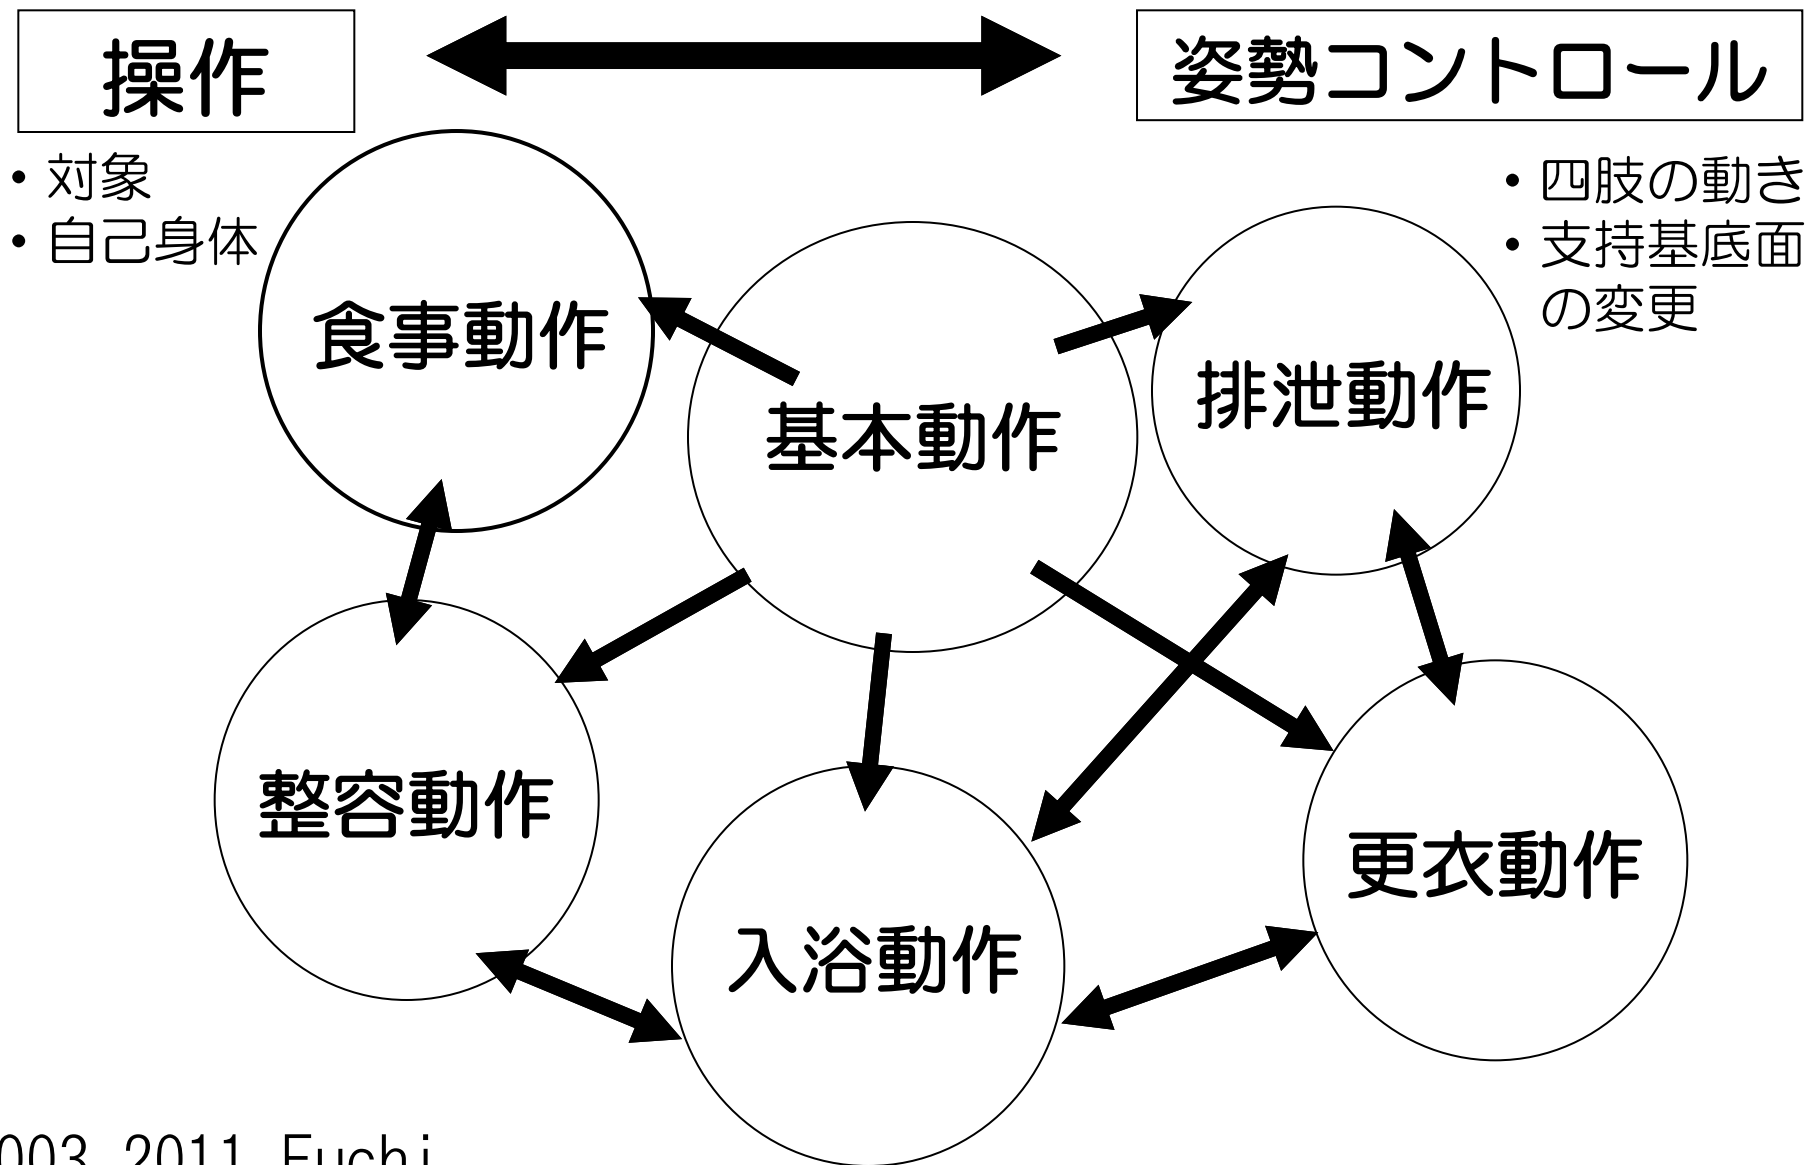 操作
姿勢コントロール
・対象
・自己身体
・四肢の動き
・支持基底面
の変更
食事動作
基本動作
排泄動作
整容動作
入浴動作
更衣動作
003 2011 Fuchi